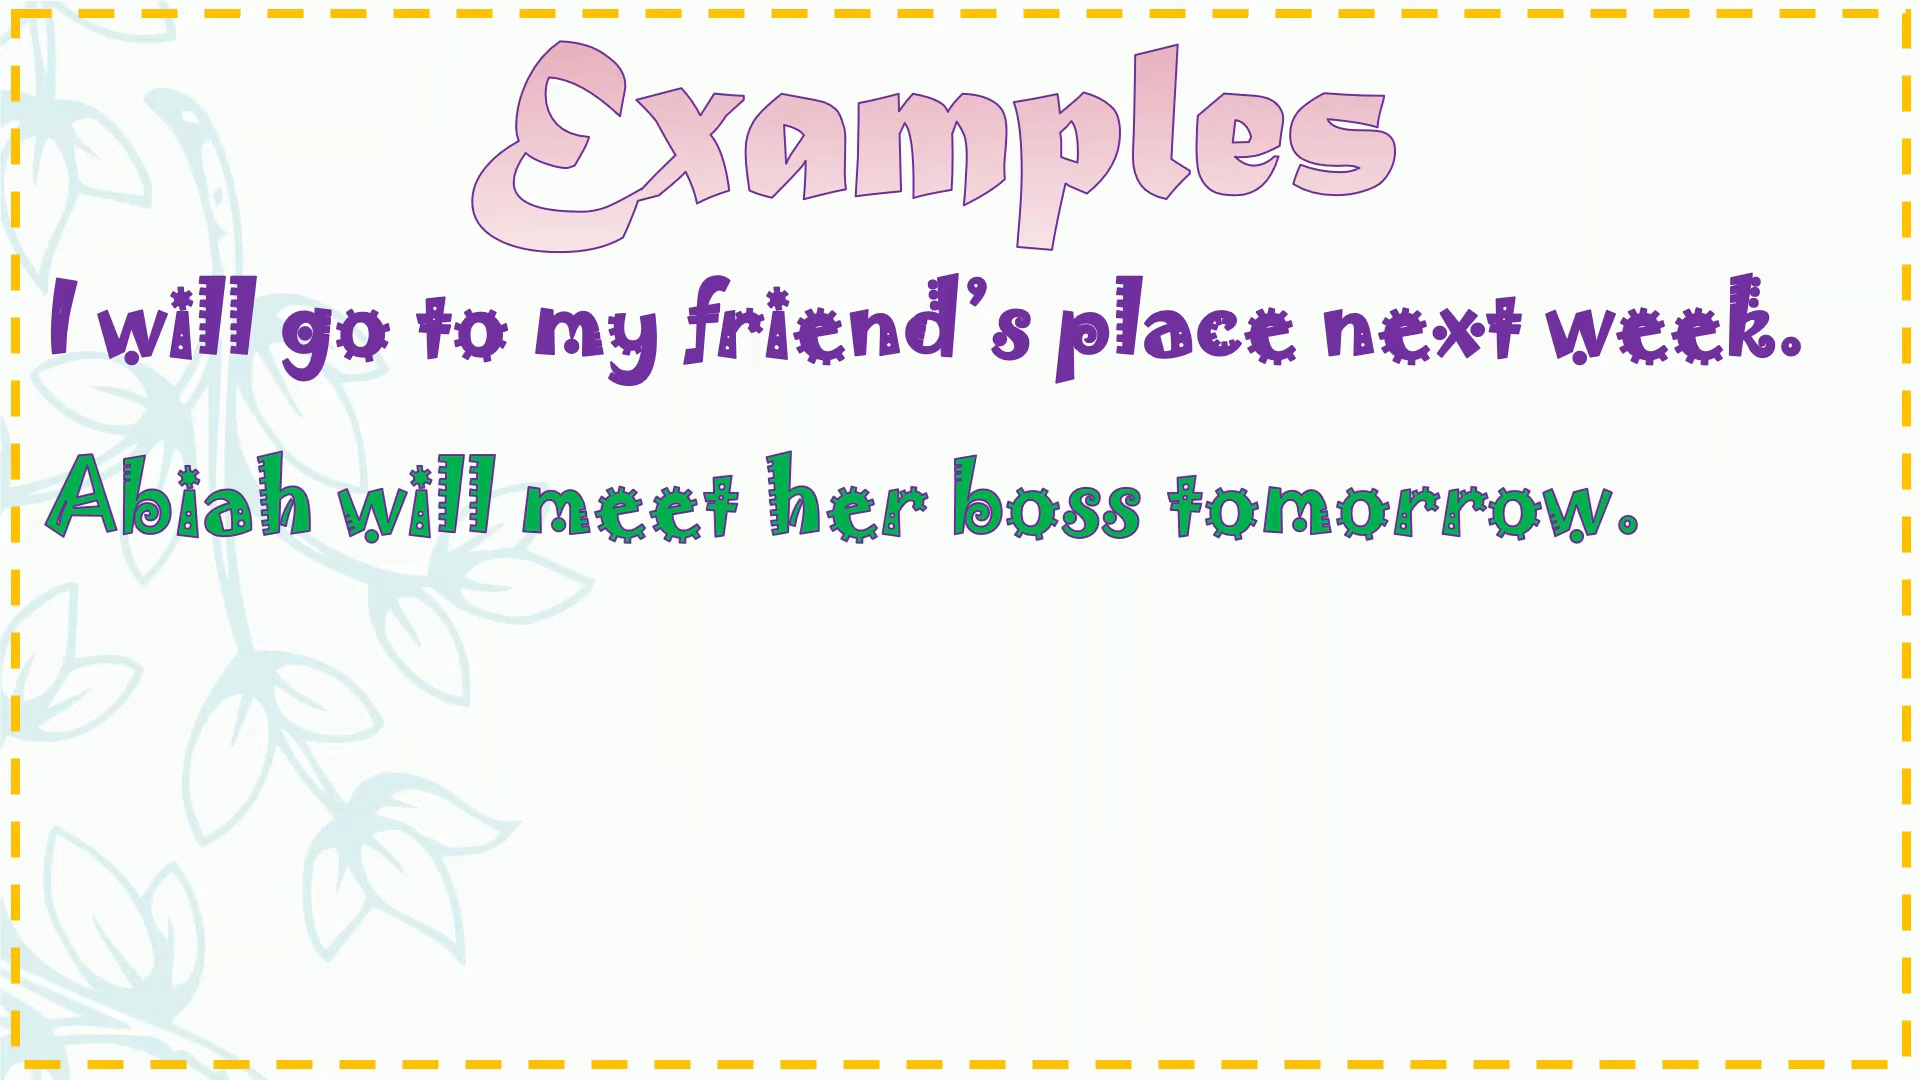 Examples
I will go to my friend's place next week.
Abiah will meet her boss tomorrow.